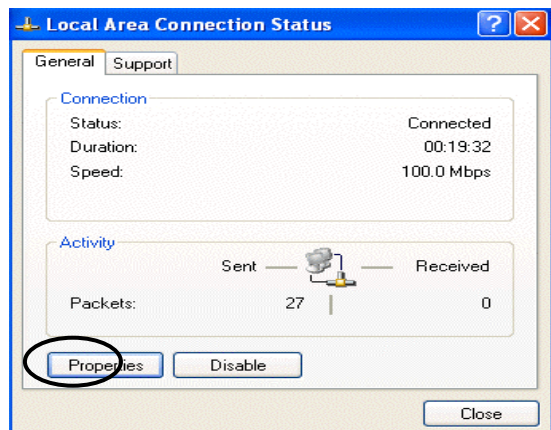 Local Area Connection Status
General Support
Connection
Status: Connected
Duration: 00:19:32
Speed: 100.0 Mbps
Activity
Sent Received
Packets: 27 0
Properties Disable
Close